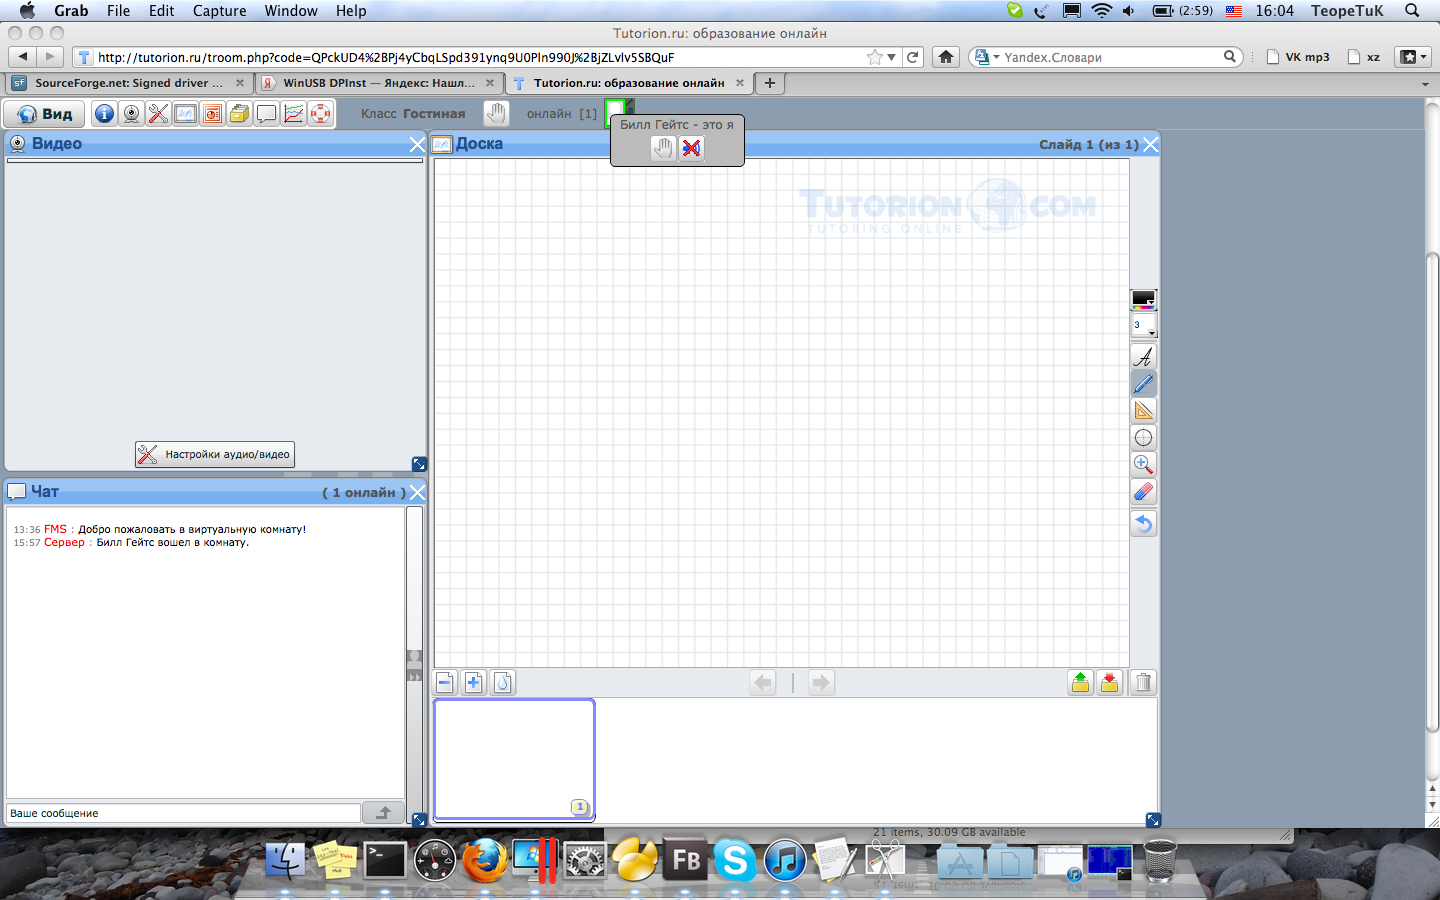 Grab File Edit Capture Window Help (2:59) 16:04 TeopeTuK
Tutorion.ru: образование онлайн
http://tutorion.ru/troom.php?code=QPckUD4%2BPj4yCbqLSpd391ynq9U0PIn990J%2BjZLvlv5SBQuF Yandex.Словари VK mp3 xz
SourceForge.net: Signed driver ... WinUSB DPInst — Яндекс: Нашл... Tutorion.ru: образование онлайн
Вид Класс Гостиная онлайн [1]
Билл Гейтс - это я
Видео
Доска Слайд 1 (из 1)
TUTORION.COM
TUTORING ONLINE
3
A
Настройки аудио/видео
Чат ( 1 онлайн )
13:36 FMS : Добро пожаловать в виртуальную комнату!
15:57 Сервер : Билл Гейтс вошел в комнату.
1
Ваше сообщение
21 items, 30.09 GB available
FB